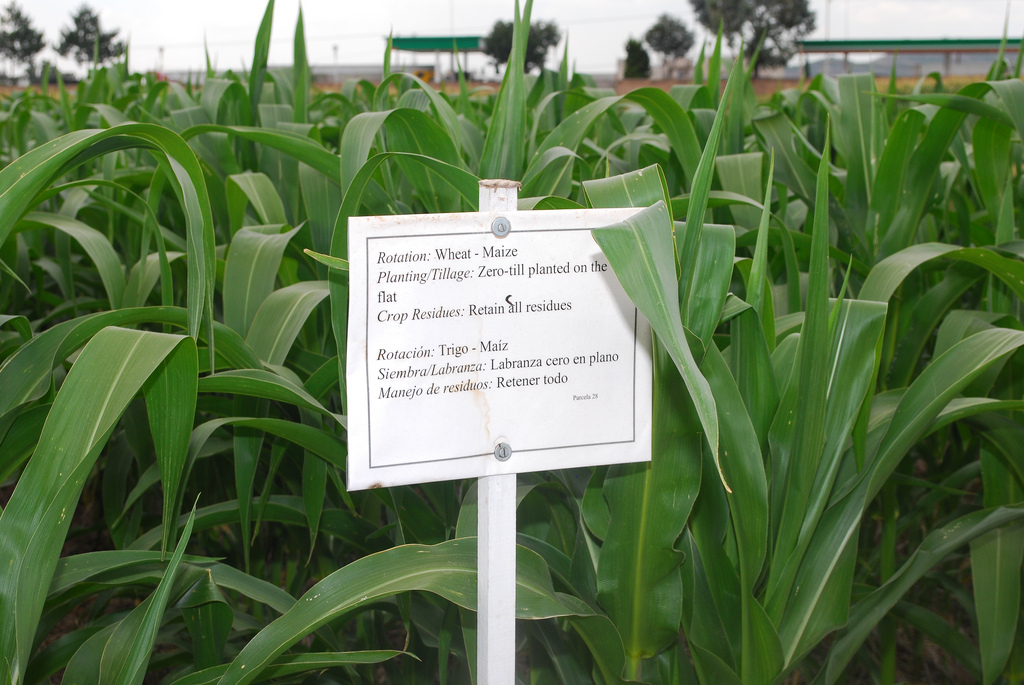 Rotation: Wheat - Maize
Planting/Tillage: Zero-till planted on the
flat
Crop Residues: Retain all residues
Rotación: Trigo - Maíz
Siembra/Labranza: Labranza cero en plano
Manejo de residuos: Retener todo
Parcela 28